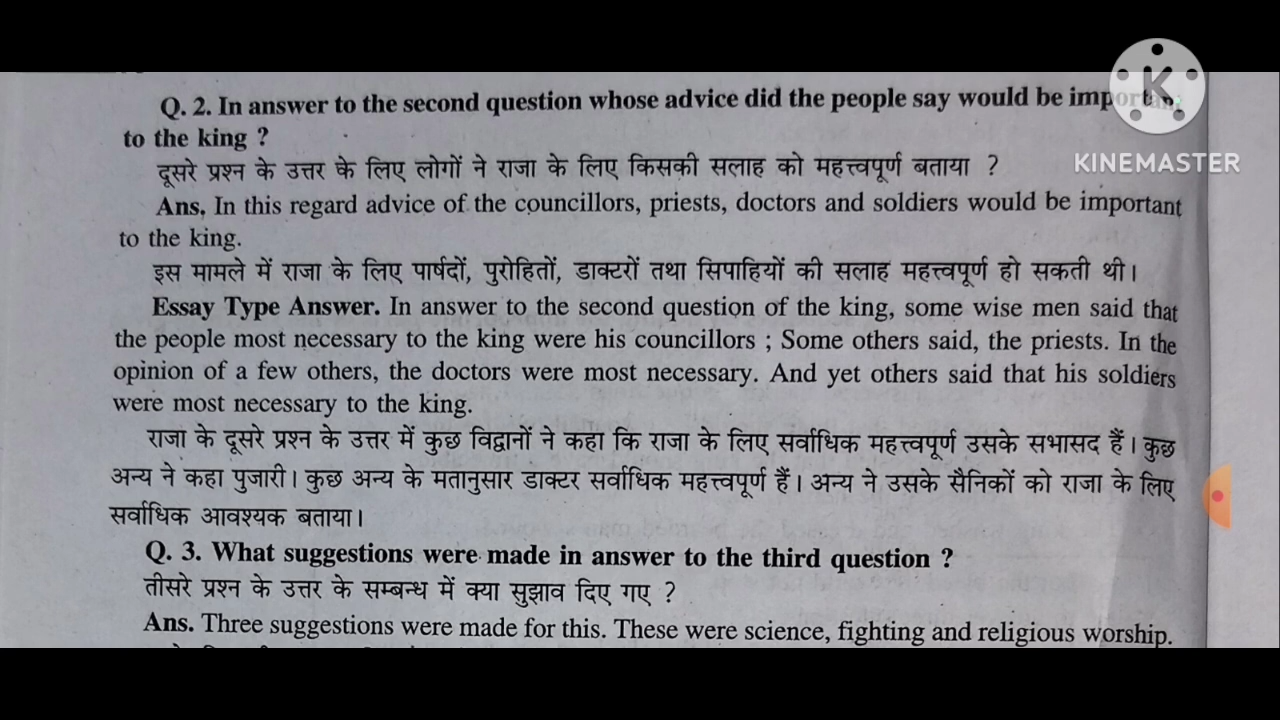 Q. 2. In answer to the second question whose advice did the people say would be important
to the king ?
KINEMASTER
दूसरे प्रश्न के उत्तर के लिए लोगों ने राजा के लिए किसकी सलाह को महत्त्वपूर्ण बताया ?
Ans. In this regard advice of the councillors, priests, doctors and soldiers would be important
to the king.
इस मामले में राजा के लिए पार्षदों, पुरोहितों, डाक्टरों तथा सिपाहियों की सलाह महत्त्वपूर्ण हो सकती थी।
Essay Type Answer. In answer to the second question of the king, some wise men said that
the people most necessary to the king were his councillors ; Some others said, the priests. In the
opinion of a few others, the doctors were most necessary. And yet others said that his soldiers
were most necessary to the king.
राजा के दूसरे प्रश्न के उत्तर में कुछ विद्वानों ने कहा कि राजा के लिए सर्वाधिक महत्त्वपूर्ण उसके सभासद हैं। कुछ
अन्य ने कहा पुजारी। कुछ अन्य के मतानुसार डाक्टर सर्वाधिक महत्त्वपूर्ण हैं। अन्य ने उसके सैनिकों को राजा के लिए
सर्वाधिक आवश्यक बताया।
Q. 3. What suggestions were made in answer to the third question ?
तीसरे प्रश्न के उत्तर के सम्बन्ध में क्या सुझाव दिए गए ?
Ans. Three suggestions were made for this. These were science, fighting and religious worship.